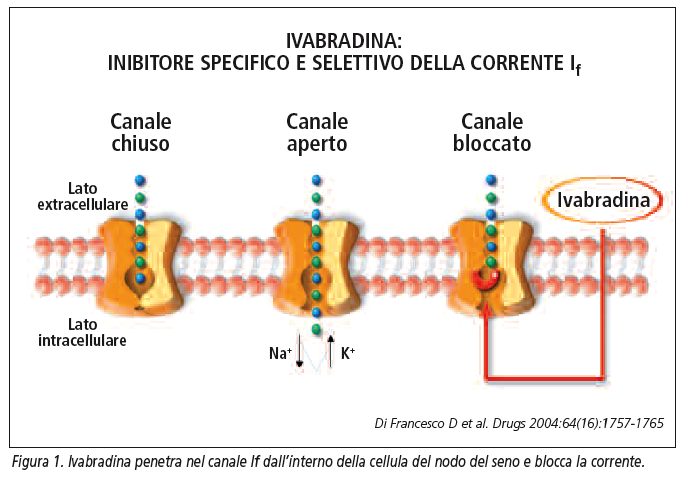 IVABRADINA:
INIBITORE SPECIFICO E SELETTIVO DELLA CORRENTE If
Canale
chiuso
Canale
aperto
Canale
bloccato
Lato
extracellulare
Ivabradina
Lato
intracellulare
Na+
K+
Di Francesco D et al. Drugs 2004:64(16):1757-1765
Figura 1. Ivabradina penetra nel canale If dall'interno della cellula del nodo del seno e blocca la corrente.